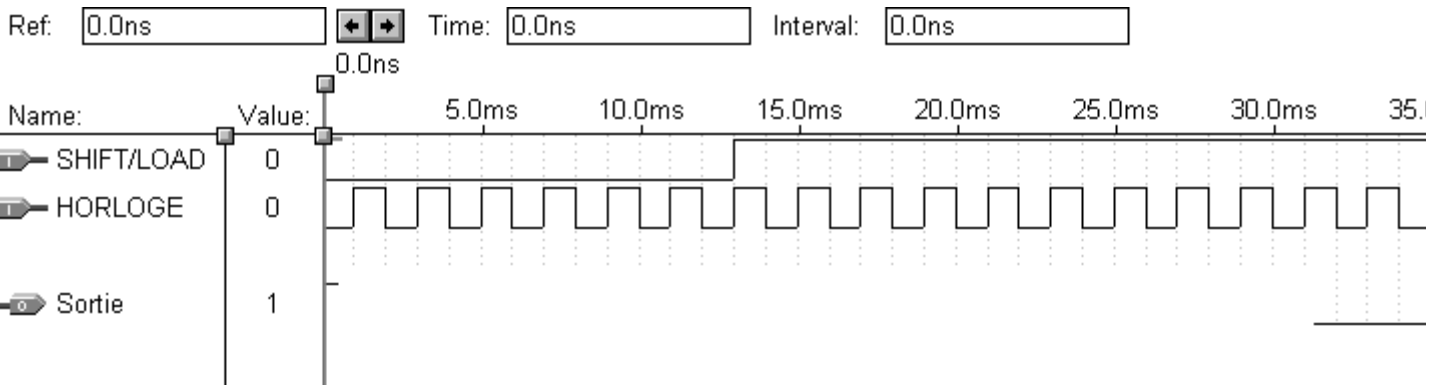 Ref: 0.0ns Time: 0.0ns Interval: 0.0ns
0.0ns
Name: Value: 5.0ms 10.0ms 15.0ms 20.0ms 25.0ms 30.0ms 35.
SHIFT/LOAD 0
HORLOGE 0
Sortie 1